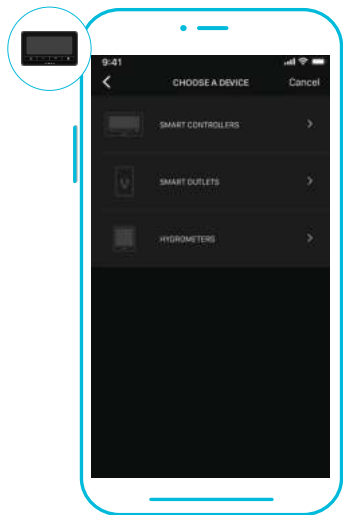 9:41
CHOOSE A DEVICE Cancel
SMART CONTROLLERS
SMART OUTLETS
HYGROMETERS